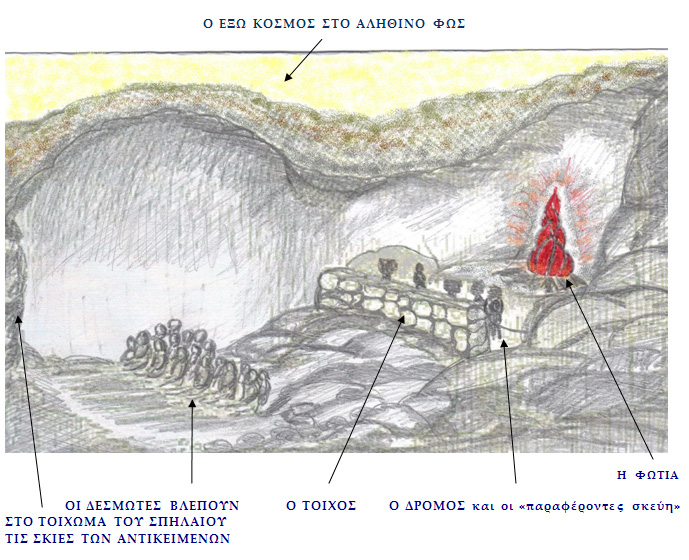 Ο ΕΞΩ ΚΟΣΜΟΣ ΣΤΟ ΑΛΗΘΙΝΟ ΦΩΣ
Η ΦΩΤΙΑ
ΟΙ ΔΕΣΜΩΤΕΣ ΒΛΕΠΟΥΝ
ΣΤΟ ΤΟΙΧΩΜΑ ΤΟΥ ΣΠΗΛΑΙΟΥ
ΤΙΣ ΣΚΙΕΣ ΤΩΝ ΑΝΤΙΚΕΙΜΕΝΩΝ
Ο ΤΟΙΧΟΣ
Ο ΔΡΟΜΟΣ και οι «παραφέροντες σκεύη»